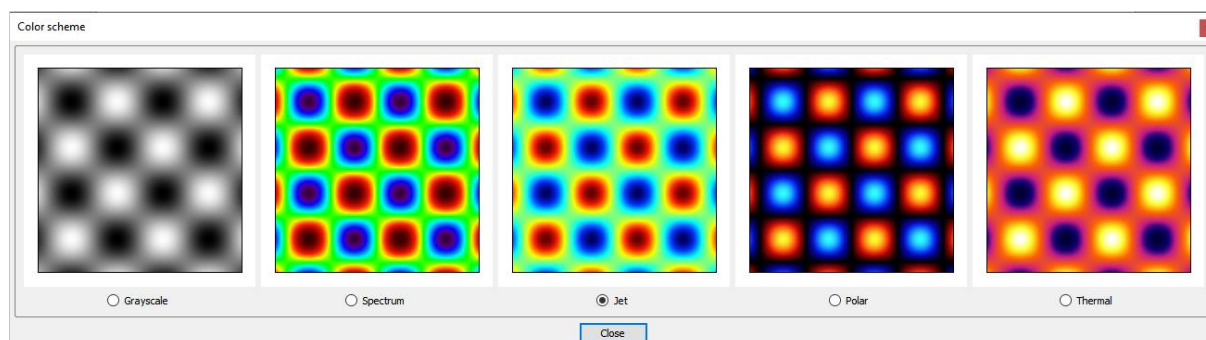 Color scheme
Grayscale
Spectrum
Jet
Polar
Thermal
Close